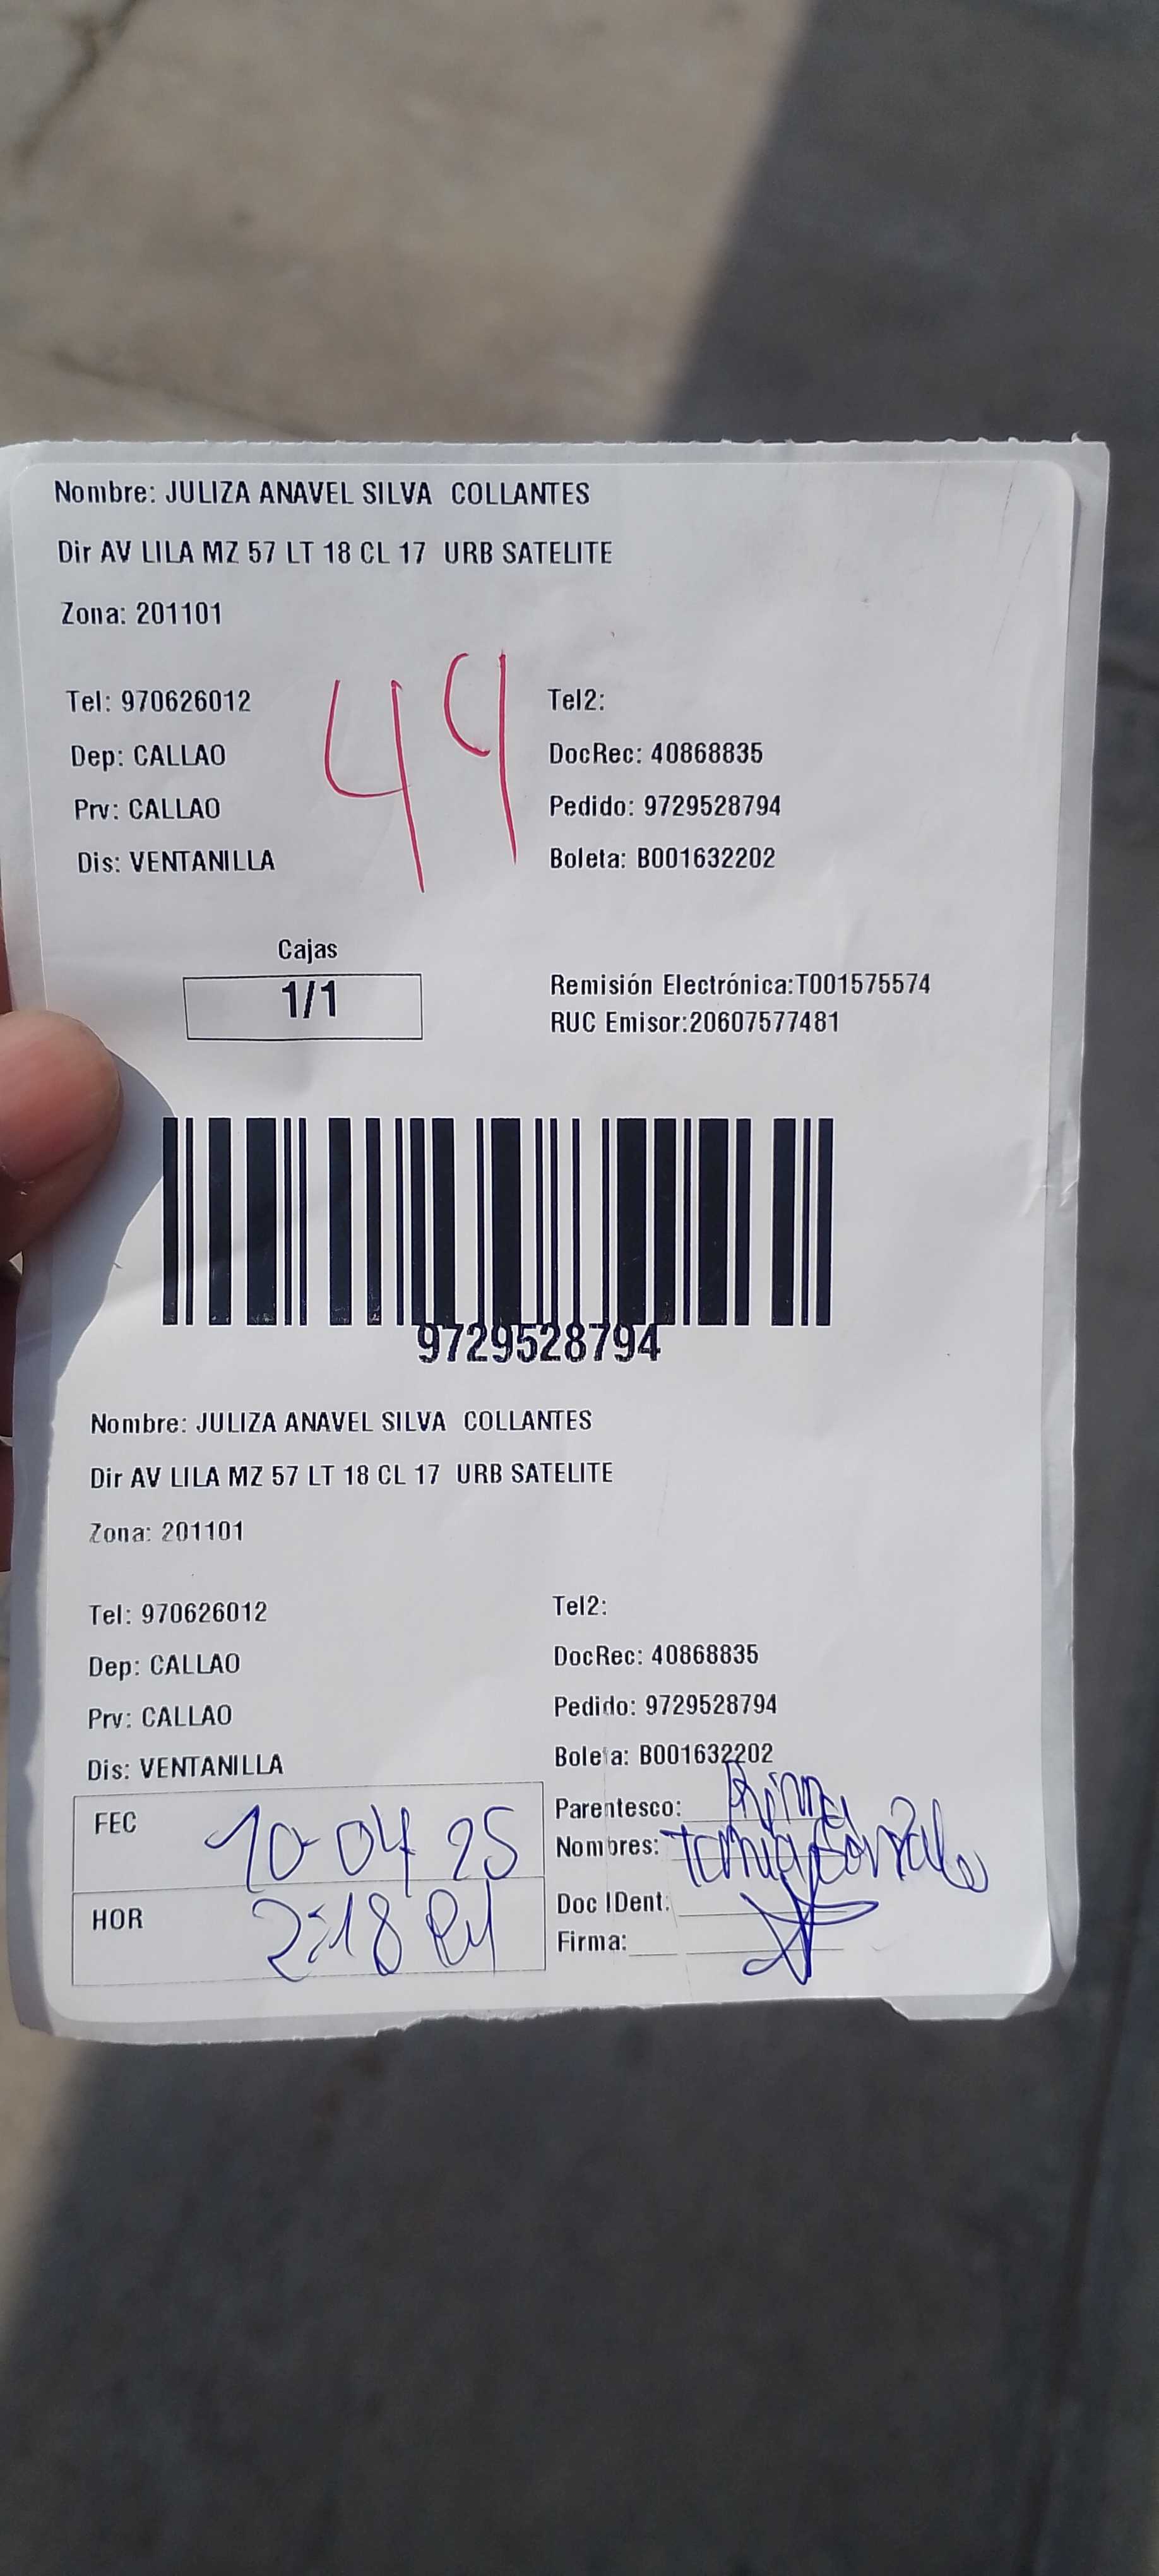 Nombre: JULIZA ANAVEL SILVA  COLLANTES
Dir AV LILA MZ 57 LT 18 CL 17  URB SATELITE
Zona: 201101
44
Tel: 970626012
Tel2:
Dep: CALLAO
DocRec: 40868835
Prv: CALLAO
Pedido: 9729528794
Dis: VENTANILLA
Boleta: B001632202
Cajas
1/1
Remisión Electrónica:T001575574
RUC Emisor:20607577481
9729528794
Nombre: JULIZA ANAVEL SILVA  COLLANTES
Dir AV LILA MZ 57 LT 18 CL 17  URB SATELITE
Zona: 201101
Tel: 970626012
Tel2:
Dep: CALLAO
DocRec: 40868835
Prv: CALLAO
Pedido: 9729528794
Dis: VENTANILLA
Boleta: B001632202
FEC 10-04 25
Parentesco:
Nombres:
HOR 2:18 PM
Doc IDent.
Firma: